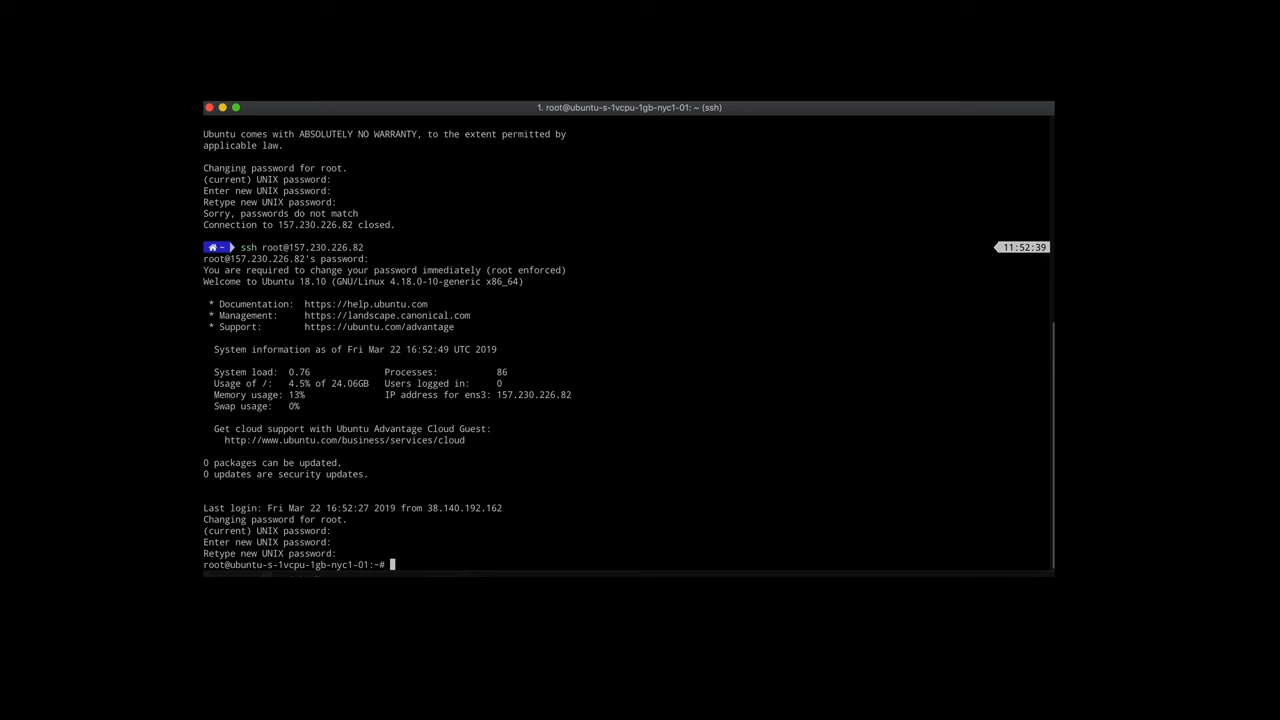 1. root@ubuntu-s-1vcpu-1gb-nyc1-01: ~ (ssh)
Ubuntu comes with ABSOLUTELY NO WARRANTY, to the extent permitted by
applicable law.
Changing password for root.
(current) UNIX password:
Enter new UNIX password:
Retype new UNIX password:
Sorry, passwords do not match
Connection to 157.230.226.82 closed.
~ ssh root@157.230.226.82 11:52:39
root@157.230.226.82's password:
You are required to change your password immediately (root enforced)
Welcome to Ubuntu 18.10 (GNU/Linux 4.18.0-10-generic x86_64)
* Documentation: https://help.ubuntu.com
* Management: https://landscape.canonical.com
* Support: https://ubuntu.com/advantage
System information as of Fri Mar 22 16:52:49 UTC 2019
System load: 0.76 Processes: 86
Usage of /: 4.5% of 24.06GB Users logged in: 0
Memory usage: 13% IP address for ens3: 157.230.226.82
Swap usage: 0%
Get cloud support with Ubuntu Advantage Cloud Guest:
http://www.ubuntu.com/business/services/cloud
0 packages can be updated.
0 updates are security updates.
Last login: Fri Mar 22 16:52:27 2019 from 38.140.192.162
Changing password for root.
(current) UNIX password:
Enter new UNIX password:
Retype new UNIX password:
root@ubuntu-s-1vcpu-1gb-nyc1-01:~#